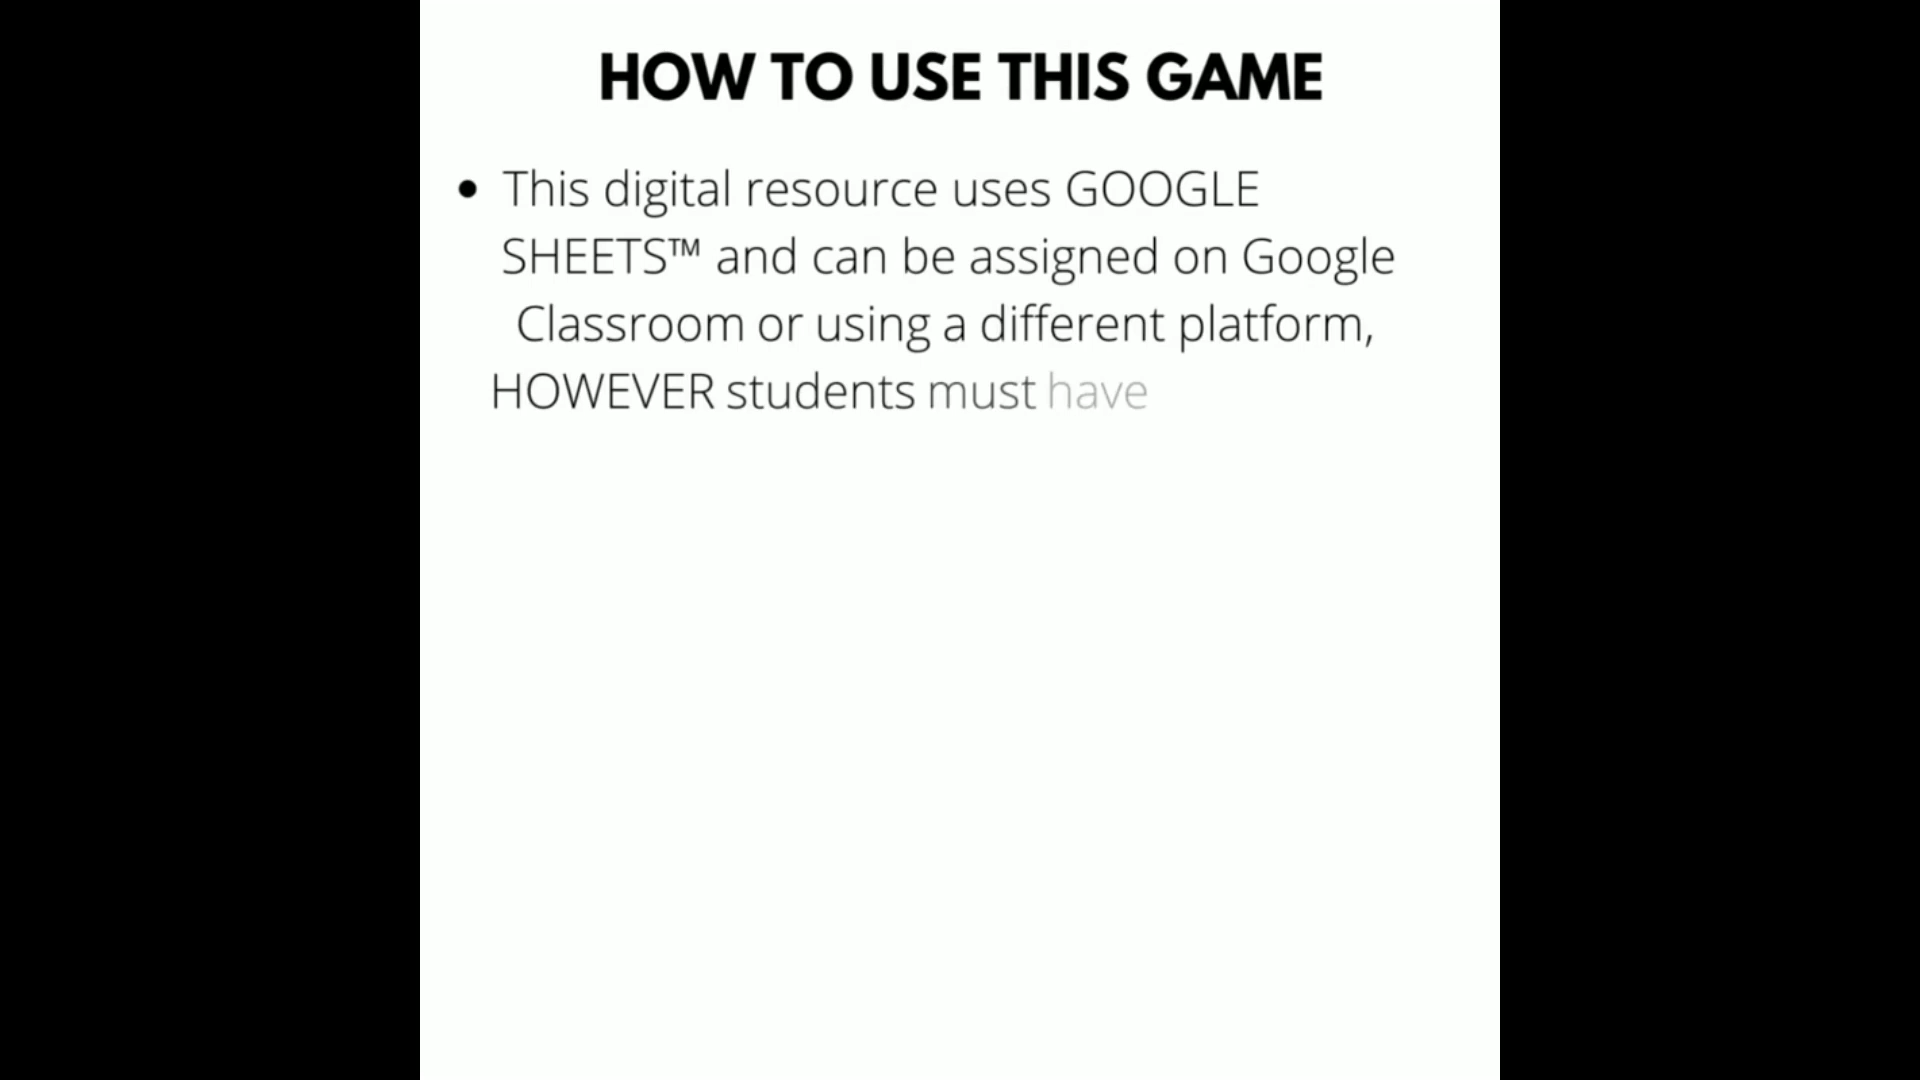 HOW TO USE THIS GAME
• This digital resource uses GOOGLE
SHEETS™ and can be assigned on Google
Classroom or using a different platform,
HOWEVER students must have